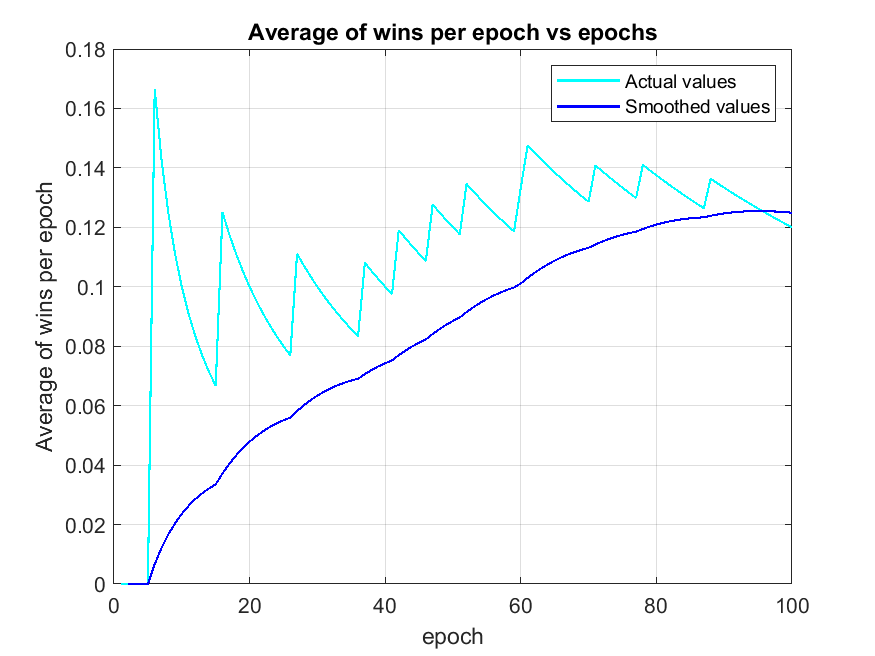 Average of wins per epoch vs epochs
Average of wins per epoch
0.18
0.16
0.14
0.12
0.1
0.08
0.06
0.04
0.02
0
Actual values
Smoothed values
0 20 40 60 80 100
epoch